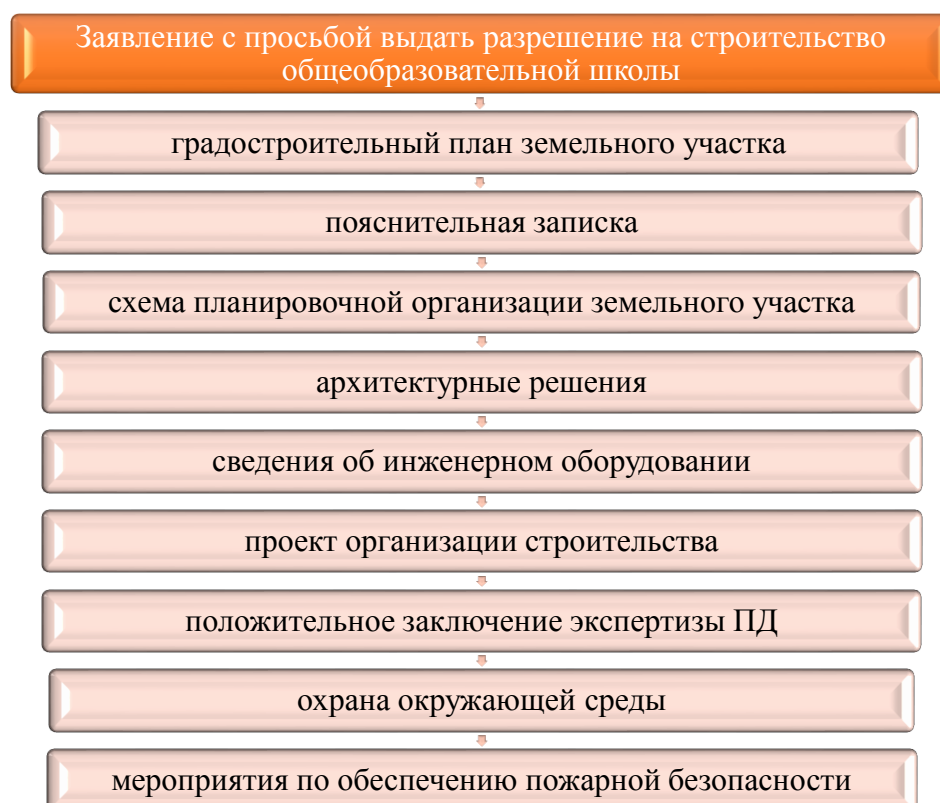 Заявление с просьбой выдать разрешение на строительство
общеобразовательной школы
градостроительный план земельного участка
пояснительная записка
схема планировочной организации земельного участка
архитектурные решения
сведения об инженерном оборудовании
проект организации строительства
положительное заключение экспертизы ПД
охрана окружающей среды
мероприятия по обеспечению пожарной безопасности